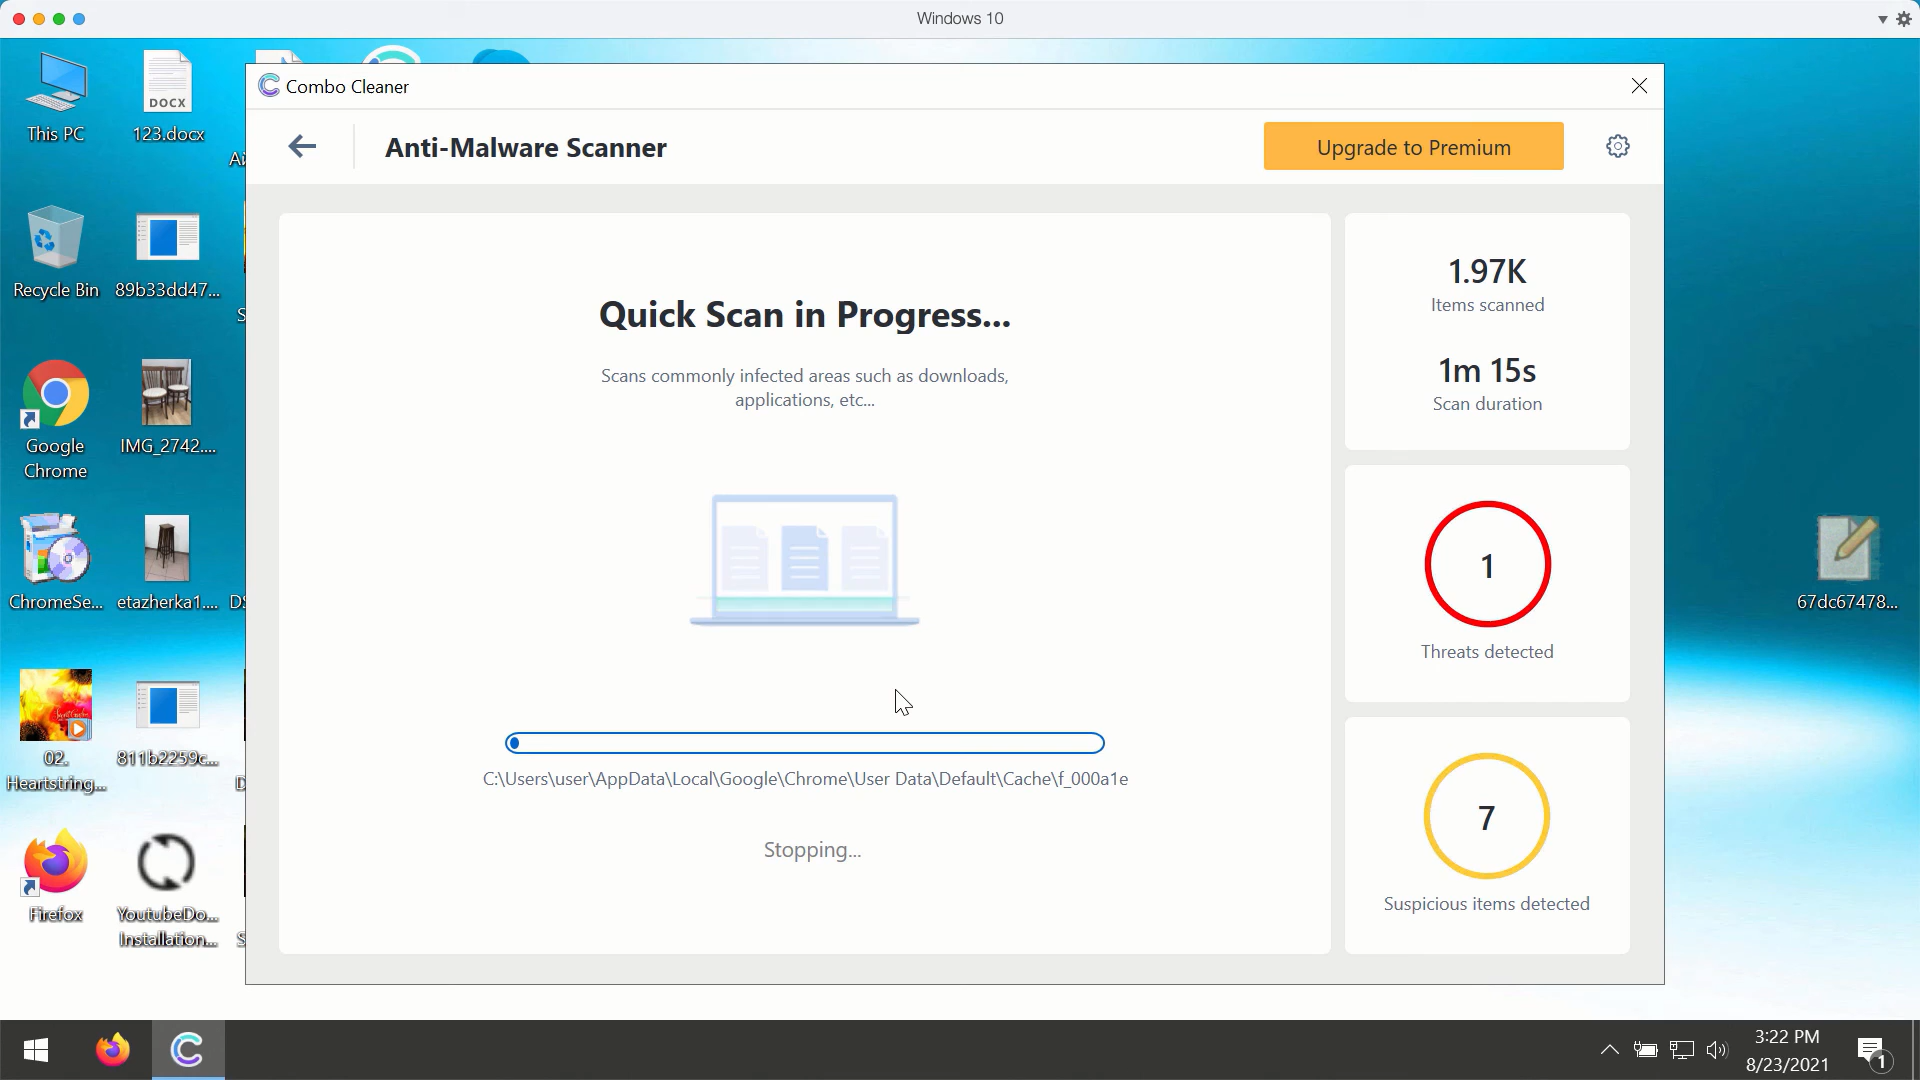 Windows 10
This PC
123.docx
DOCX
Recycle Bin
89b33dd47...
Google
Chrome
IMG_2742....
ChromeSe...
etazherka1....
02.
Heartstring...
811b2259c...
Firefox
YoutubeDo...
Installation...
Combo Cleaner
Anti-Malware Scanner
Upgrade to Premium
Quick Scan in Progress...
Scans commonly infected areas such as downloads,
applications, etc...
C:\Users\user\AppData\Local\Google\Chrome\User Data\Default\Cache\f_000a1e
Stopping...
1.97K
Items scanned
1m 15s
Scan duration
1
Threats detected
7
Suspicious items detected
67dc67478...
3:22 PM
8/23/2021
1